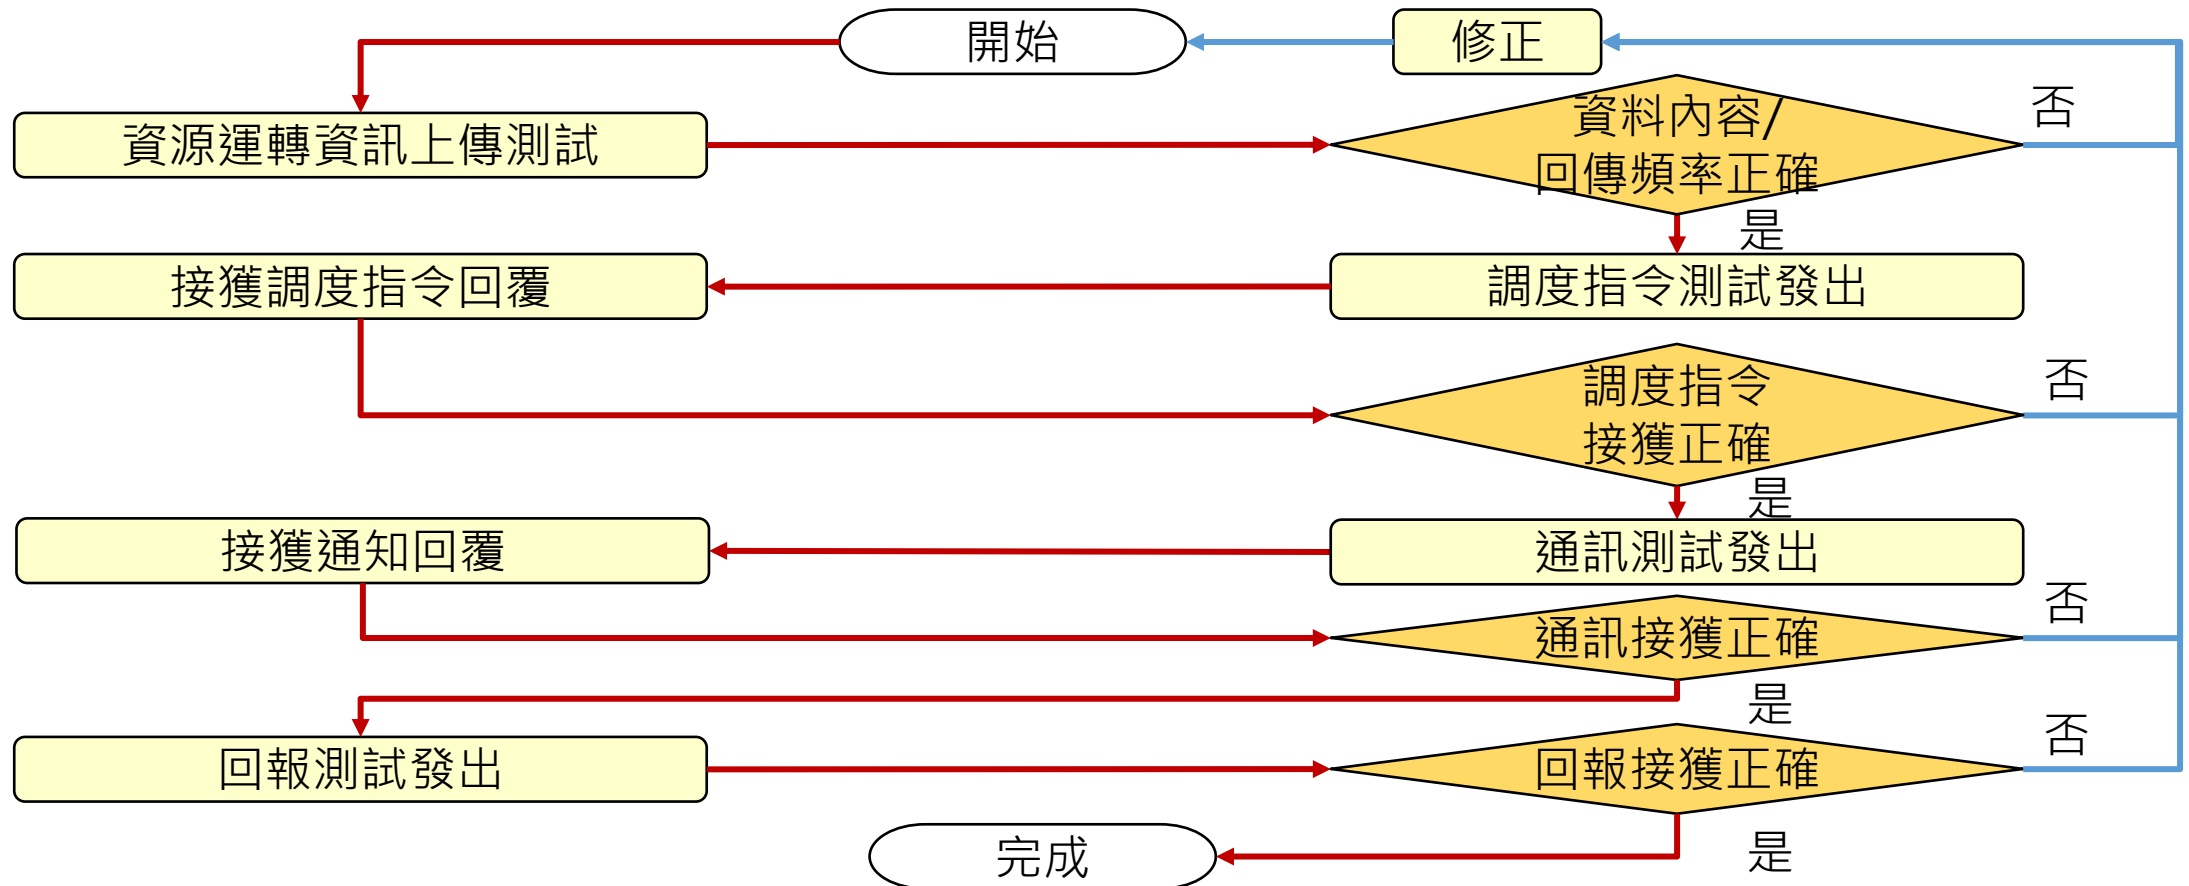 開始
修正
資源運轉資訊上傳測試
資料內容/
回傳頻率正確
否
是
接獲調度指令回覆
調度指令測試發出
調度指令
接獲正確
否
是
接獲通知回覆
通訊測試發出
通訊接獲正確
否
是
回報測試發出
回報接獲正確
否
完成
是